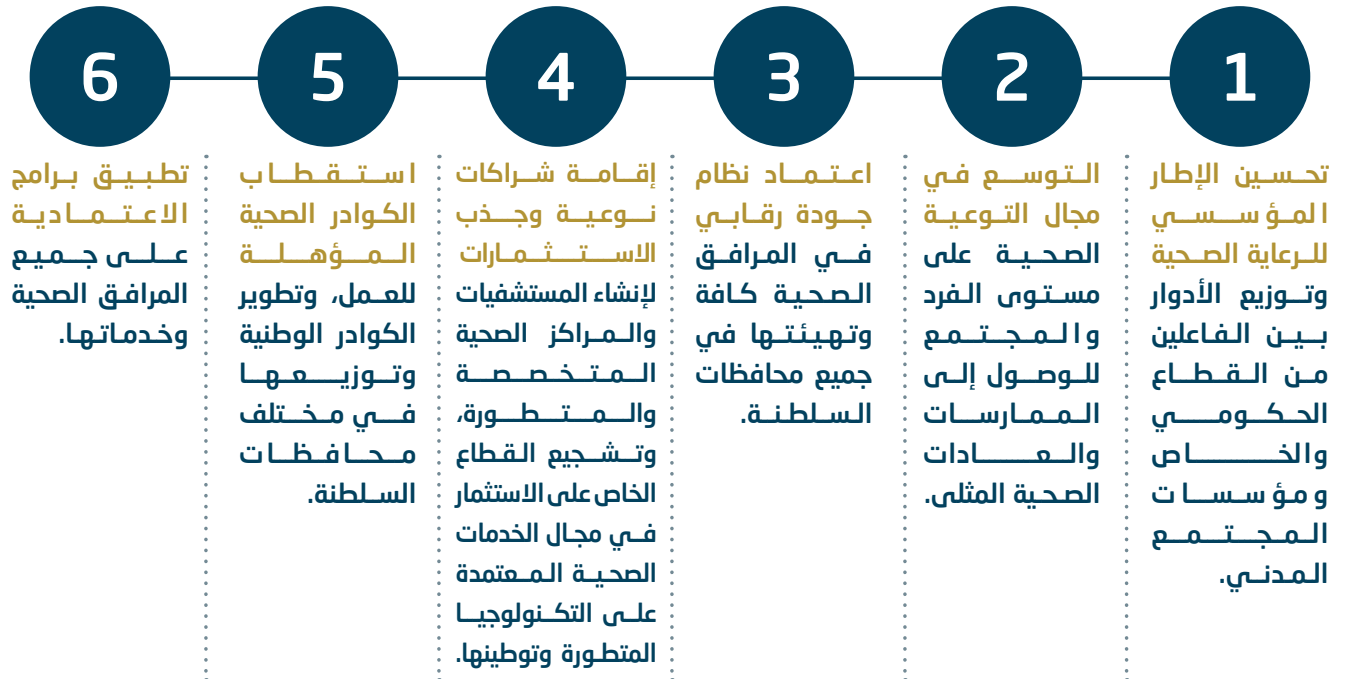 1
تحسين الإطار
المؤسسي
للرعاية الصحية
وتوزيع الأدوار
بين الفاعلين
من القطاع
الحكومي
والخاص
ومؤسسات
المجتمع
المدني.
2
التوسع في
مجال التوعية
الصحية على
مستوى الفرد
والمجتمع
للوصول إلى
الممارسات
والعادات
الصحية المثلى.
3
اعتماد نظام
جودة رقابي
في المرافق
الصحية كافة
وتهيئتها في
جميع محافظات
السلطنة.
4
إقامة شراكات
نوعية وجذب
الاستثمارات
لإنشاء المستشفيات
والمراكز الصحية
المتخصصة
والمتطورة،
وتشجيع القطاع
الخاص على الاستثمار
في مجال الخدمات
الصحية المعتمدة
على التكنولوجيا
المتطورة وتوطينها.
5
استقطاب
الكوادر الصحية
المؤهلة
للعمل، وتطوير
الكوادر الوطنية
وتوزيعها
في مختلف
محافظات
السلطنة.
6
تطبيق برامج
الاعتمادية
على جميع
المرافق الصحية
وخدماتها.